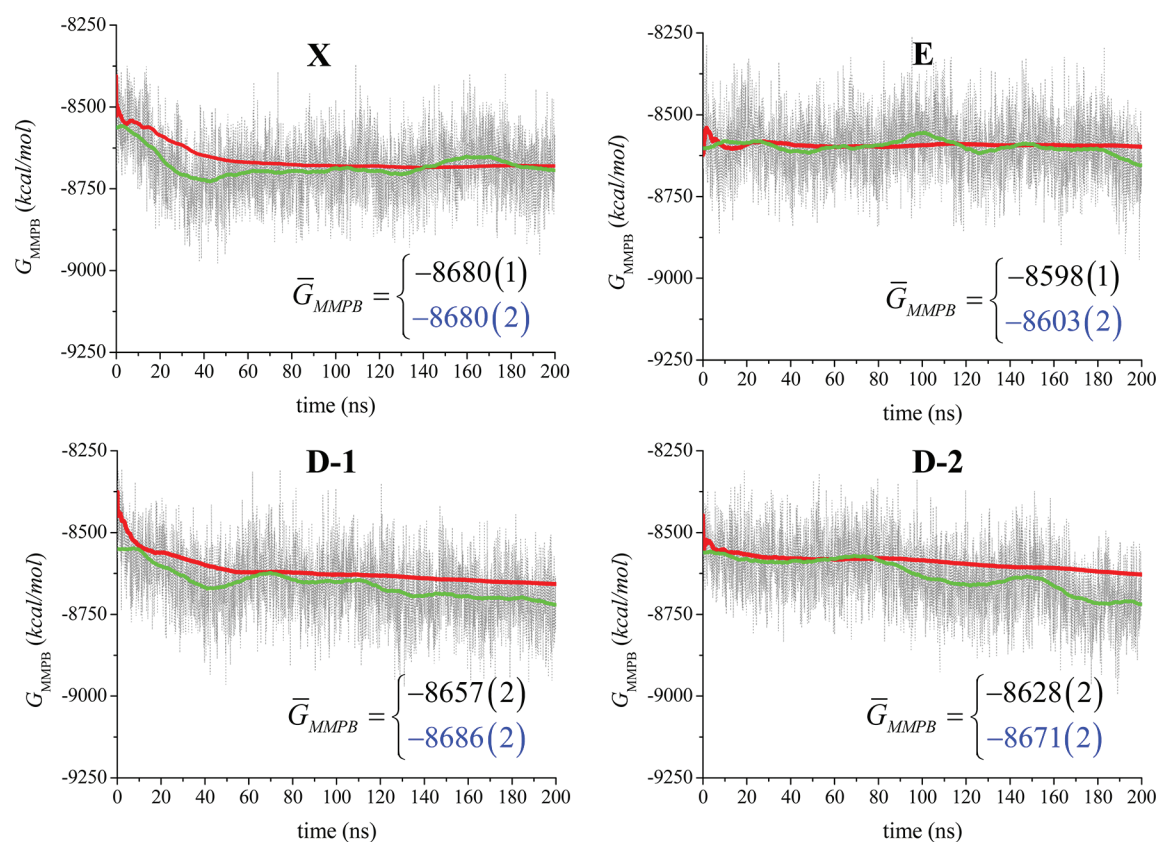 X
G_MMPB (kcal/mol)
-8250
-8500
-8750
-9000
-9250
G̅_MMPB = { −8680(1)
−8680(2)
0 20 40 60 80 100 120 140 160 180 200
time (ns)
E
G_MMPB (kcal/mol)
-8250
-8500
-8750
-9000
-9250
G̅_MMPB = { −8598(1)
−8603(2)
0 20 40 60 80 100 120 140 160 180 200
time (ns)
D-1
G_MMPB (kcal/mol)
-8250
-8500
-8750
-9000
-9250
G̅_MMPB = { −8657(2)
−8686(2)
0 20 40 60 80 100 120 140 160 180 200
time (ns)
D-2
G_MMPB (kcal/mol)
-8250
-8500
-8750
-9000
-9250
G̅_MMPB = { −8628(2)
−8671(2)
0 20 40 60 80 100 120 140 160 180 200
time (ns)